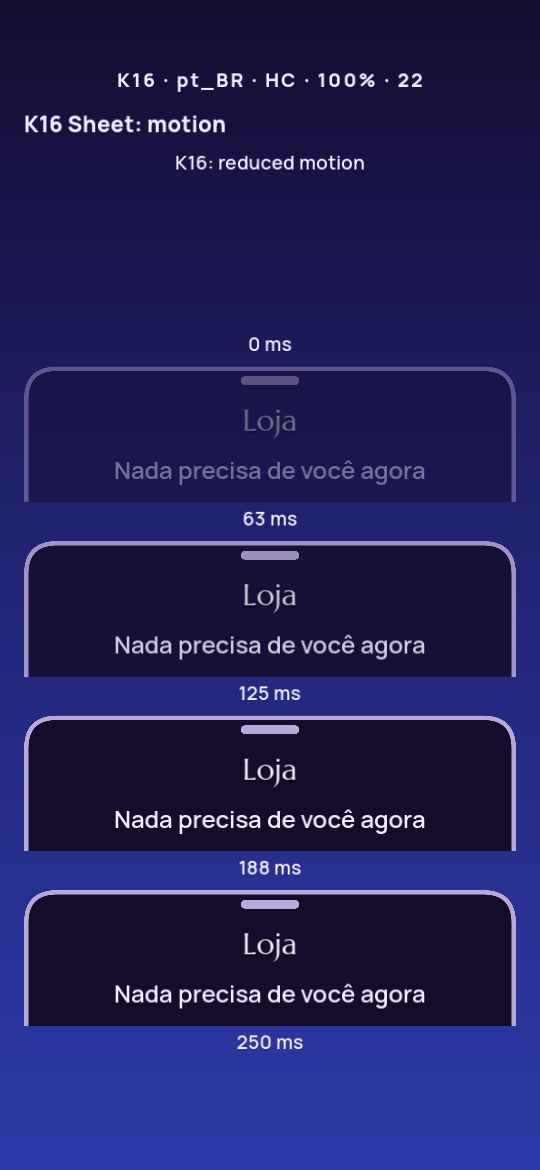 K16 · pt_BR · HC · 100% · 22
K16 Sheet: motion
K16: reduced motion
0 ms
Loja
Nada precisa de você agora
63 ms
Loja
Nada precisa de você agora
125 ms
Loja
Nada precisa de você agora
188 ms
Loja
Nada precisa de você agora
250 ms